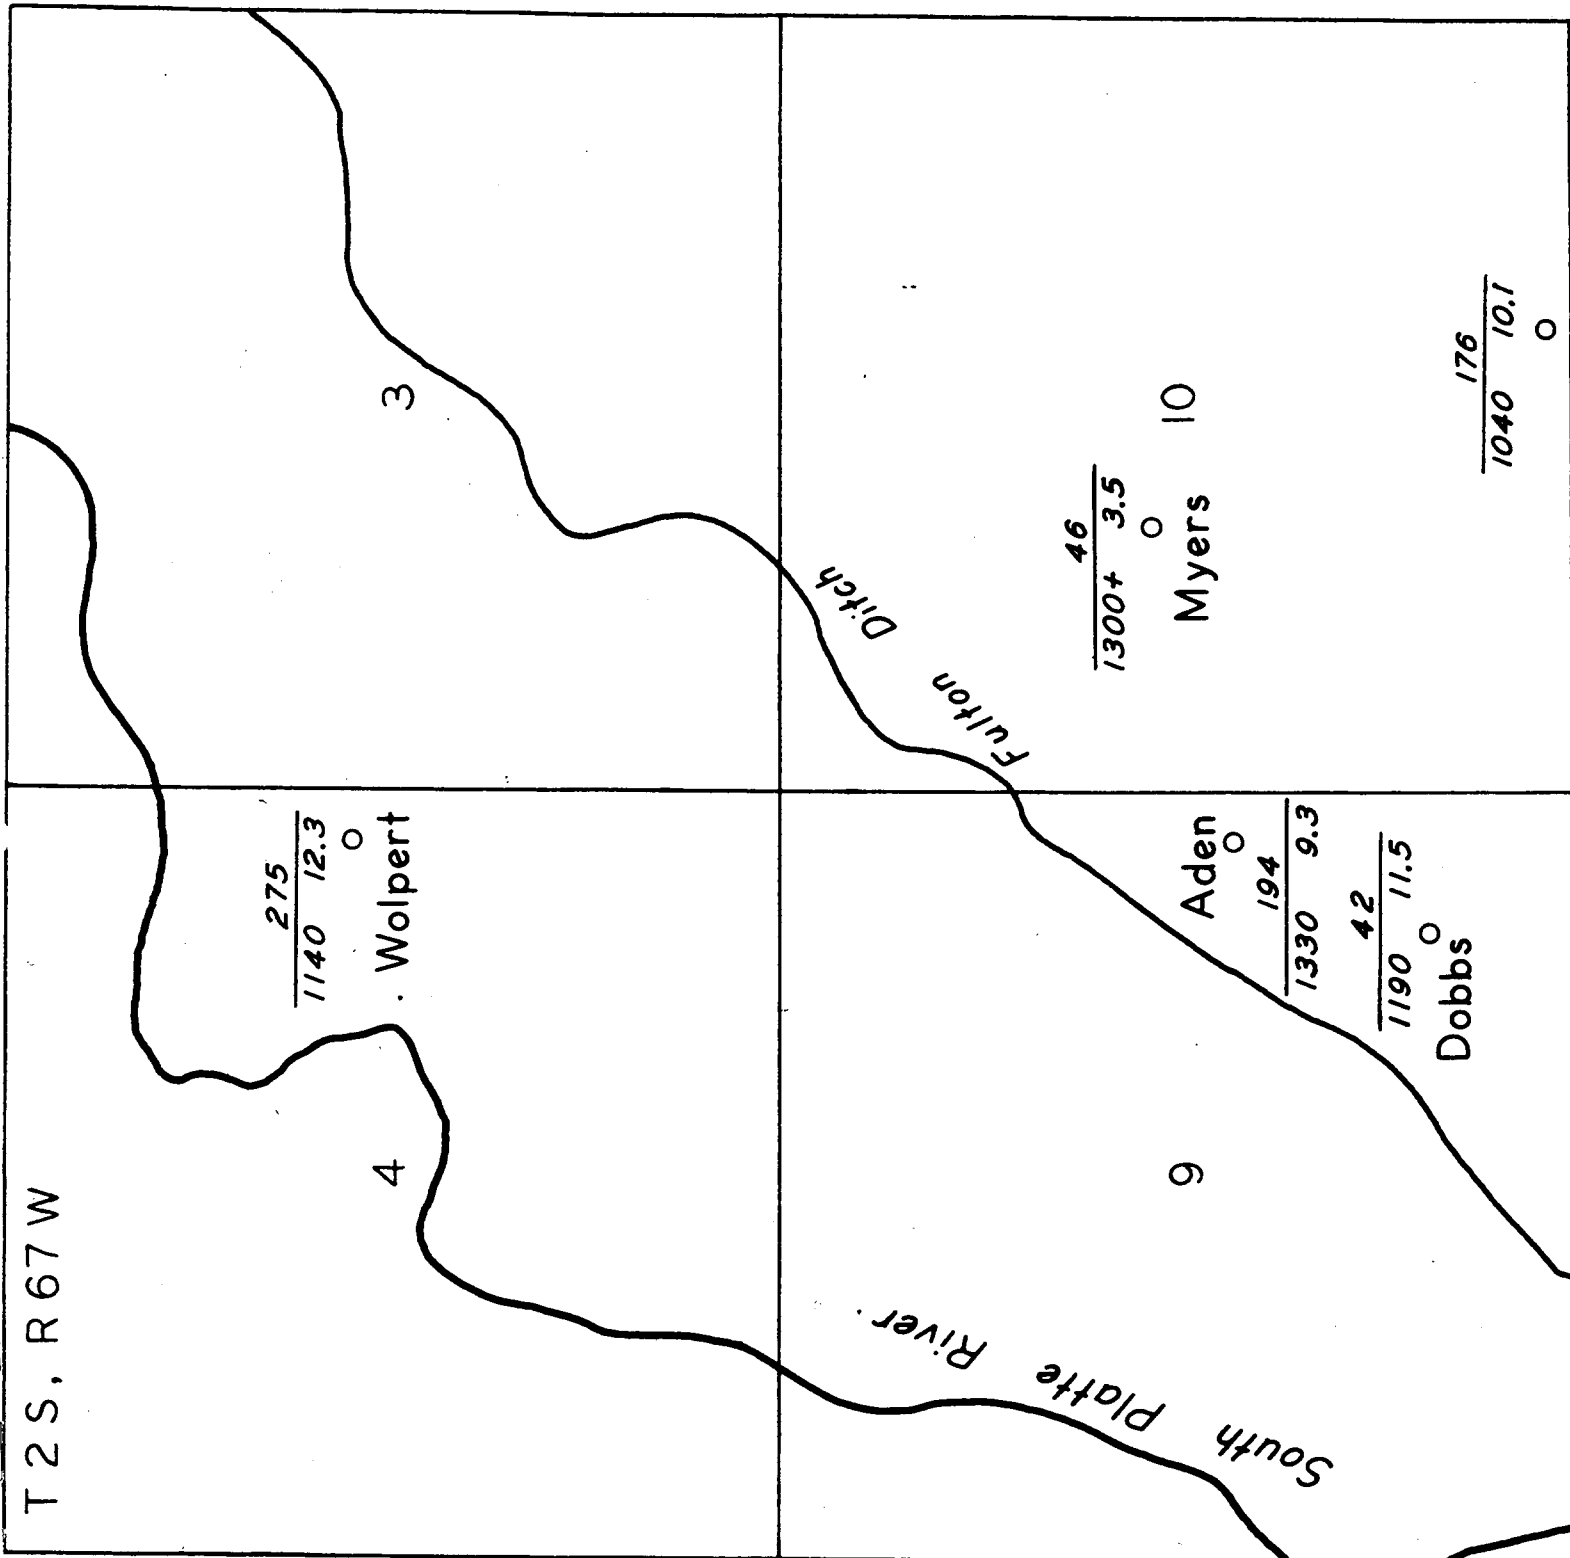 T 2 S, R 67 W
4
275
1140 12.3
Wolpert
3
South Platte River
Fulton Ditch
9
Aden
194
1330 9.3
42
1190 11.5
Dobbs
46
1300+ 3.5
Myers
10
176
1040 10.1